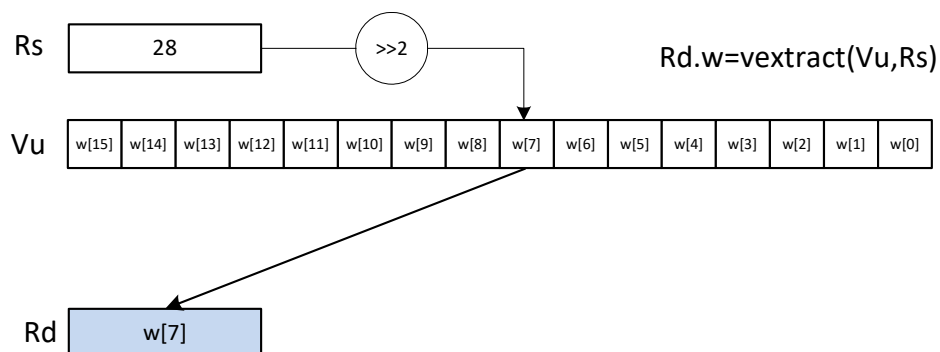 Rs 28 >>2
Rd.w=vextract(Vu,Rs)
Vu w[15] w[14] w[13] w[12] w[11] w[10] w[9] w[8] w[7] w[6] w[5] w[4] w[3] w[2] w[1] w[0]
Rd w[7]